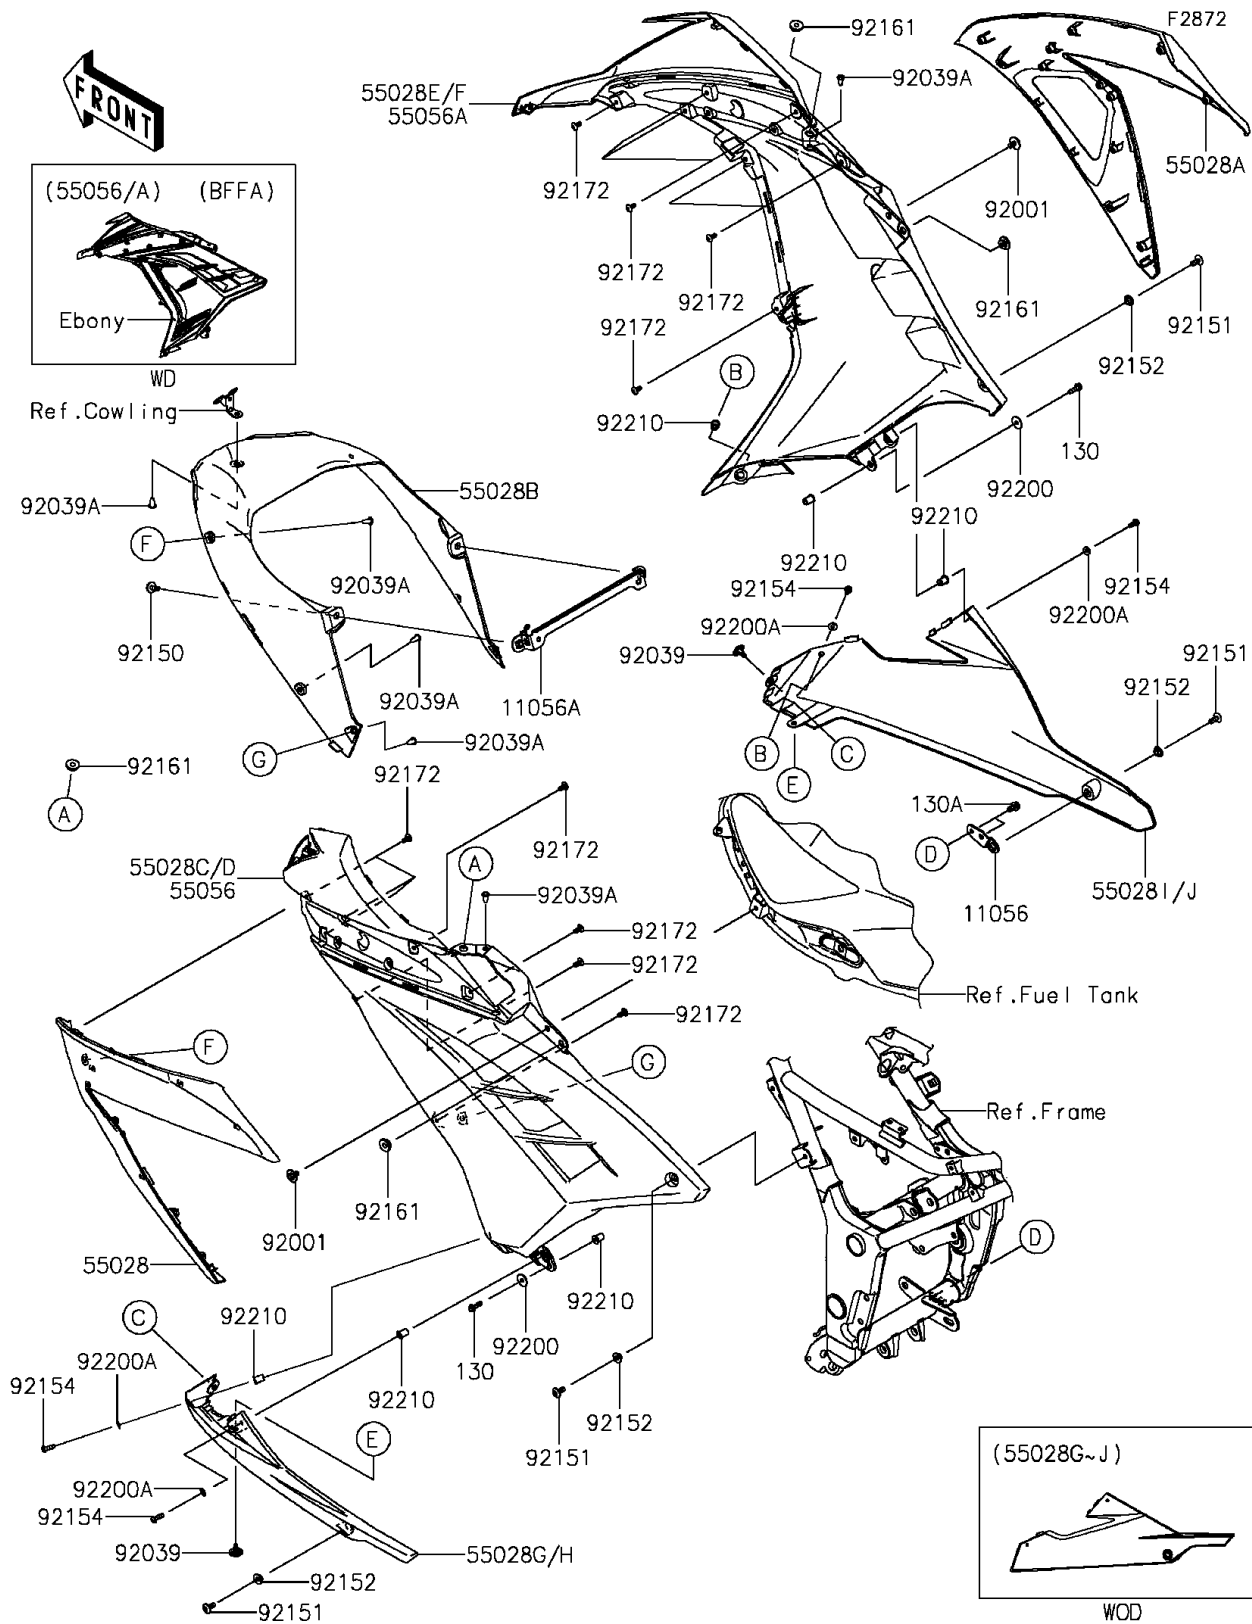 F2872
92161
FRONT
92039A
55028E/F
55056A
55028A
92172
92001
(55056/A) (BFFA)
92172
92172
92161
92151
Ebony
92172
92152
WD
B
Ref.Cowling
92210
130
92200
55028B
92039A
92210
F
92210
92039A
92154
92154
92200A
92200A
92150
92039
92151
92152
92039A
11056A
G
92039A
B
C
92161
92172
E
A
130A
D
92172
55028C/D
55056
A
92039A
11056
55028I/J
92172
92172
Ref.Fuel Tank
92172
F
G
Ref.Frame
92161
92001
D
55028
92210
C
92210
92200
92200A
130
92210
92154
92152
(55028G~J)
E
92151
92200A
92154
92039
55028G/H
92152
92151
WOD